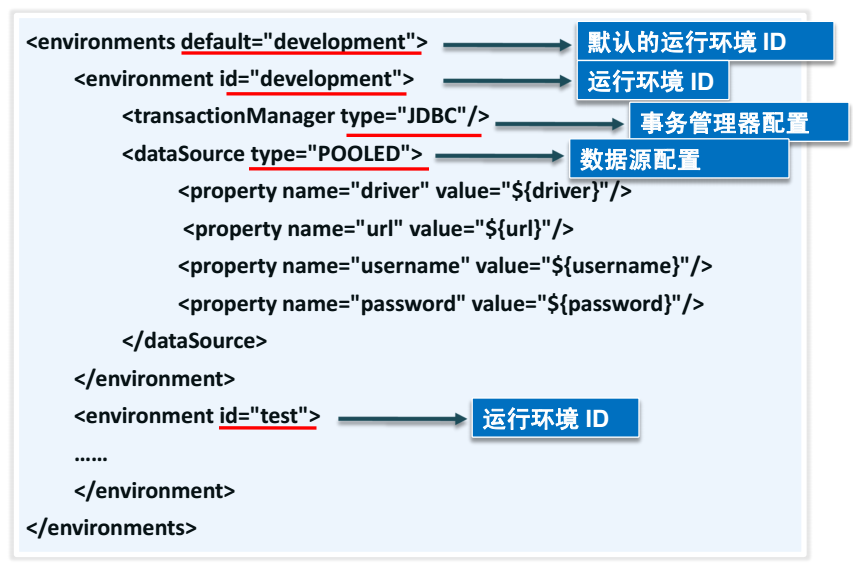 <environments default="development"> 默认的运行环境 ID
<environment id="development"> 运行环境 ID
<transactionManager type="JDBC"/> 事务管理器配置
<dataSource type="POOLED"> 数据源配置
<property name="driver" value="${driver}"/>
<property name="url" value="${url}"/>
<property name="username" value="${username}"/>
<property name="password" value="${password}"/>
</dataSource>
</environment>
<environment id="test"> 运行环境 ID
……
</environment>
</environments>